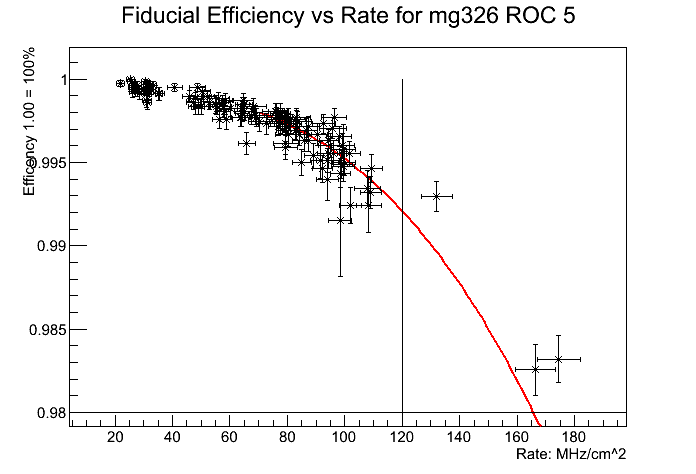 Fiducial Efficiency vs Rate for mg326 ROC 5
Efficency 1.00 = 100%
1
0.995
0.99
0.985
0.98
20 40 60 80 100 120 140 160 180
Rate: MHz/cm^2